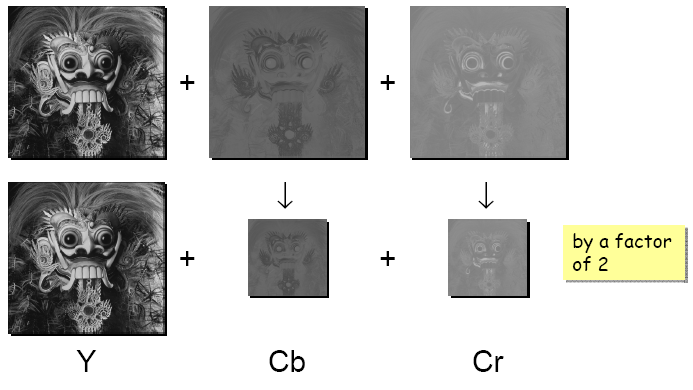 + +
↓ ↓
+ +
by a factor
of 2
Y Cb Cr